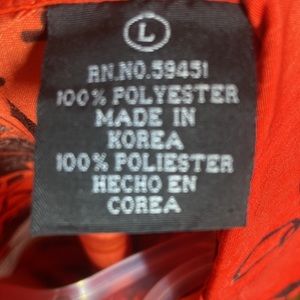 L
RN.NO.59451
100% POLYESTER
MADE IN
KOREA
100% POLIESTER
HECHO EN
COREA